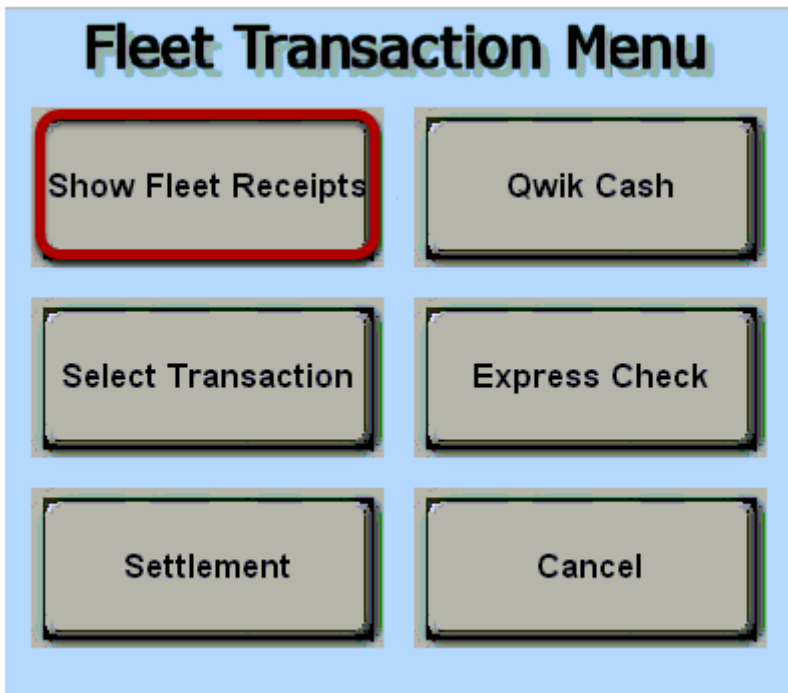 Fleet Transaction Menu
Show Fleet Receipts
Qwik Cash
Select Transaction
Express Check
Settlement
Cancel